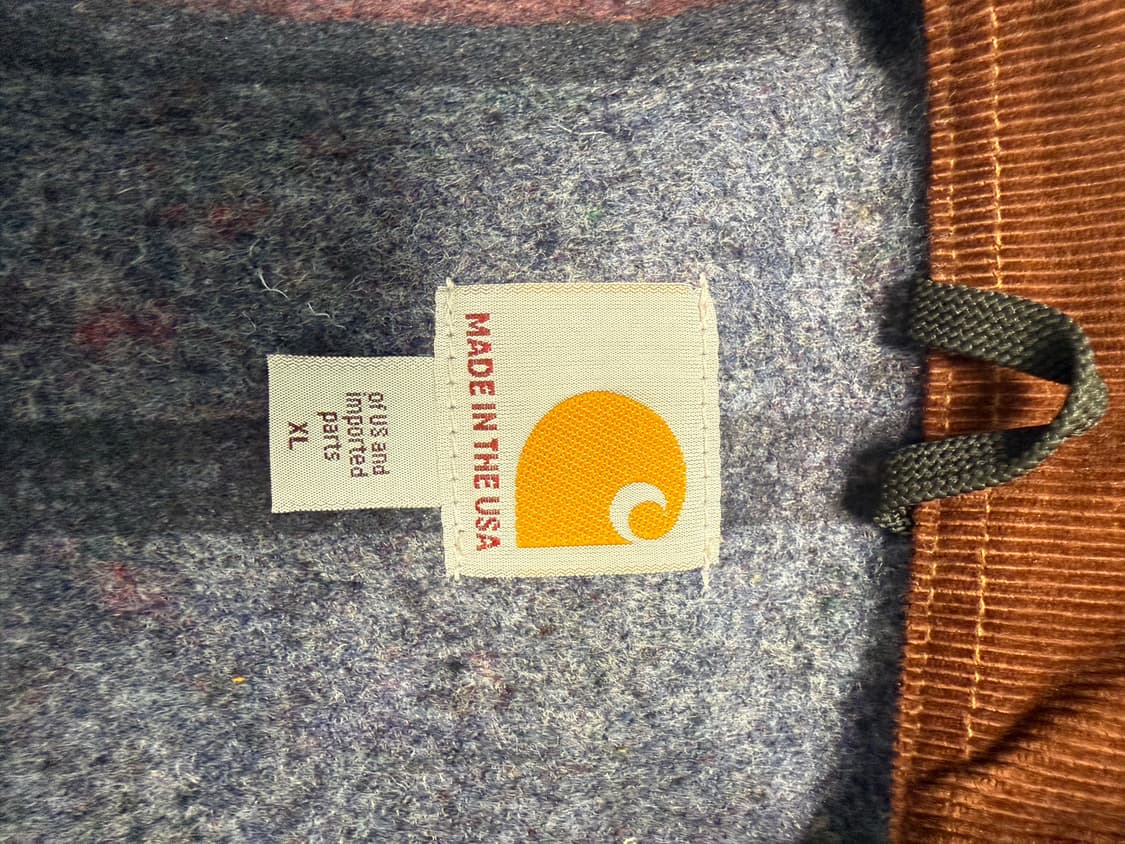 MADE IN THE USA
of US and
imported
parts
XL